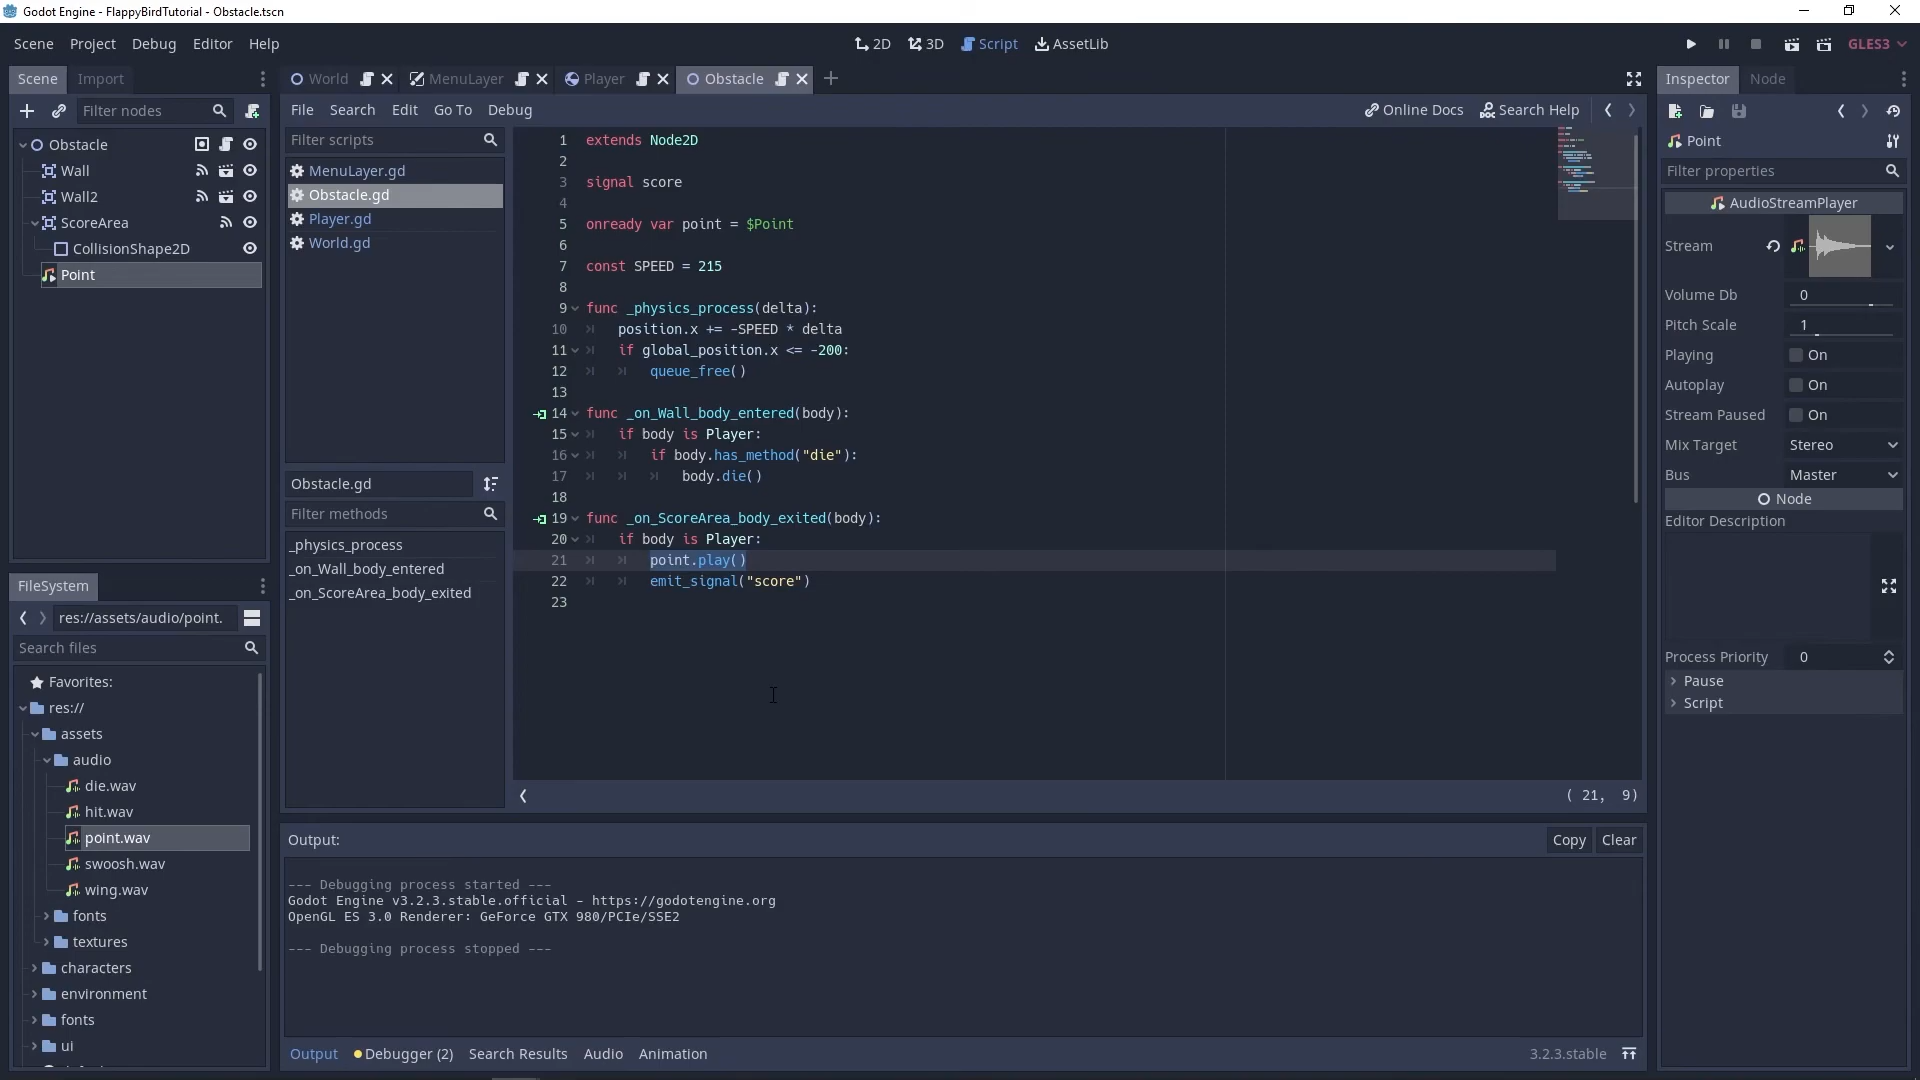 Godot Engine - FlappyBirdTutorial - Obstacle.tscn
Scene Project Debug Editor Help
2D 3D Script AssetLib
GLES3
Scene Import
Filter nodes
Obstacle
Wall
Wall2
ScoreArea
CollisionShape2D
Point
FileSystem
res://assets/audio/point.
Search files
Favorites:
res://
assets
audio
die.wav
hit.wav
point.wav
swoosh.wav
wing.wav
fonts
textures
characters
environment
fonts
ui
World MenuLayer Player Obstacle
File Search Edit Go To Debug
Online Docs Search Help
Filter scripts
MenuLayer.gd
Obstacle.gd
Player.gd
World.gd
Obstacle.gd
Filter methods
_physics_process
_on_Wall_body_entered
_on_ScoreArea_body_exited
1 extends Node2D
2
3 signal score
4
5 onready var point = $Point
6
7 const SPEED = 215
8
9 func _physics_process(delta):
10 position.x += -SPEED * delta
11 if global_position.x <= -200:
12 queue_free()
13
14 func _on_Wall_body_entered(body):
15 if body is Player:
16 if body.has_method("die"):
17 body.die()
18
19 func _on_ScoreArea_body_exited(body):
20 if body is Player:
21 point.play()
22 emit_signal("score")
23
( 21, 9)
Output:
Copy Clear
--- Debugging process started ---
Godot Engine v3.2.3.stable.official - https://godotengine.org
OpenGL ES 3.0 Renderer: GeForce GTX 980/PCIe/SSE2
--- Debugging process stopped ---
Output Debugger (2) Search Results Audio Animation
3.2.3.stable
Inspector Node
Point
Filter properties
AudioStreamPlayer
Stream
Volume Db 0
Pitch Scale 1
Playing On
Autoplay On
Stream Paused On
Mix Target Stereo
Bus Master
Node
Editor Description
Process Priority 0
Pause
Script